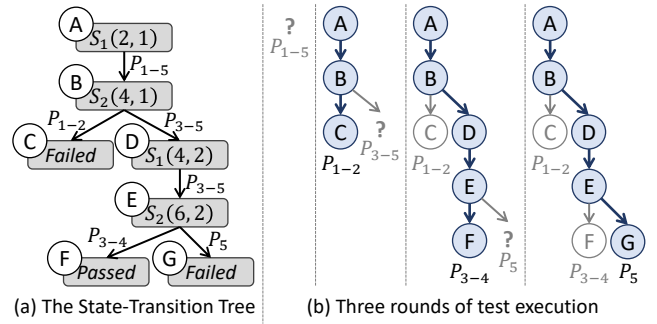 A
S₁(2, 1)
P₁₋₅
B
S₂(4, 1)
P₁₋₂
P₃₋₅
C
Failed
D
S₁(4, 2)
P₃₋₅
E
S₂(6, 2)
P₃₋₄
P₅
F
Passed
G
Failed
(a) The State-Transition Tree
?
P₁₋₅
A
B
C
?
P₃₋₅
P₁₋₂
A
B
C
D
P₁₋₂
E
F
?
P₅
P₃₋₄
A
B
C
D
P₁₋₂
E
F
G
P₃₋₄
P₅
(b) Three rounds of test execution